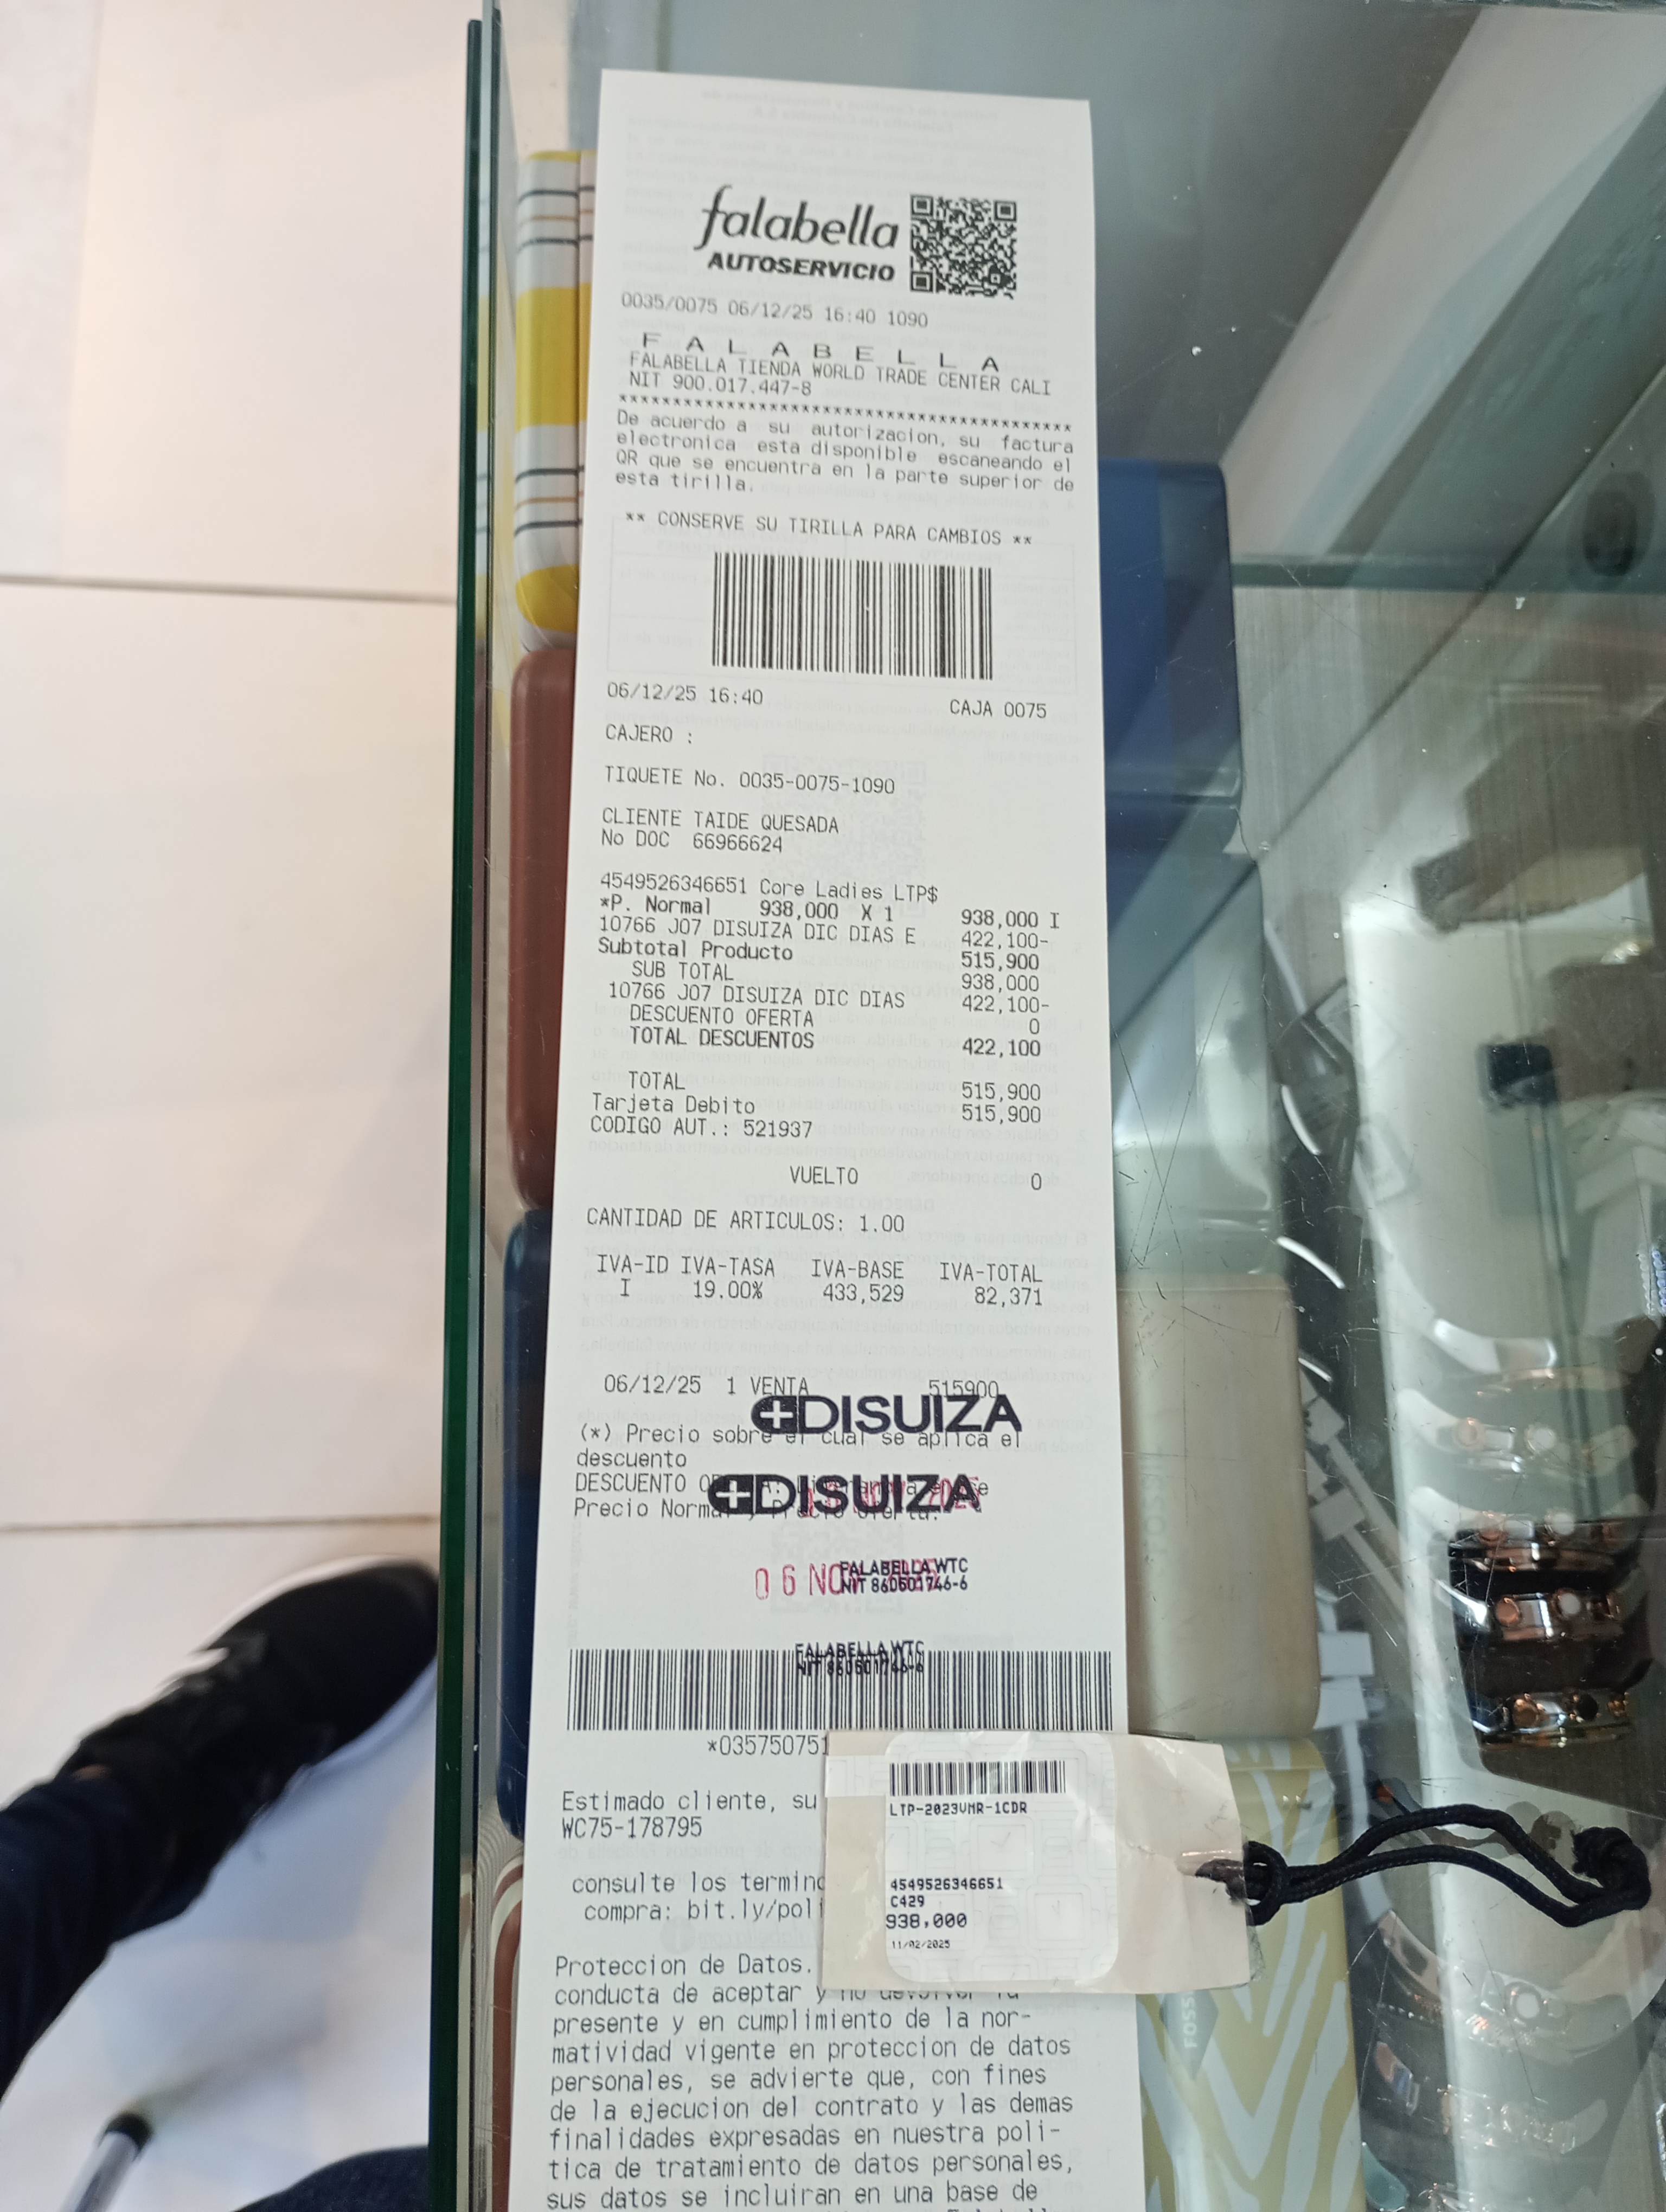 falabella
AUTOSERVICIO
0035/0075 06/12/25 16:40 1090
F A L A B E L L A
FALABELLA TIENDA WORLD TRADE CENTER CALI
NIT 900.017.447-8
******************************************
De acuerdo a su autorizacion, su factura
electronica esta disponible escaneando el
QR que se encuentra en la parte superior de
esta tirilla.
** CONSERVE SU TIRILLA PARA CAMBIOS **
06/12/25 16:40 CAJA 0075
CAJERO :
TIQUETE No. 0035-0075-1090
CLIENTE TAIDE QUESADA
No DOC 66966624
4549526346651 Core Ladies LTP$
*P. Normal 938,000 X 1 938,000 I
10766 J07 DISUIZA DIC DIAS E 422,100-
Subtotal Producto 515,900
SUB TOTAL 938,000
10766 J07 DISUIZA DIC DIAS 422,100-
DESCUENTO OFERTA 0
TOTAL DESCUENTOS 422,100
TOTAL 515,900
Tarjeta Debito 515,900
CODIGO AUT.: 521937
VUELTO 0
CANTIDAD DE ARTICULOS: 1.00
IVA-ID IVA-TASA IVA-BASE IVA-TOTAL
I 19.00% 433,529 82,371
06/12/25 1 VENTA 515900
DISUIZA
(*) Precio sobre el cual se aplica el
descuento
DESCUENTO
DISUIZA
Precio
06 NOV
FALABELLA WTC
NIT 860501746-6
FALABELLA WTC
NIT 860501746-6
*035750751
LTP-2023VMR-1CDR
Estimado cliente, su
WC75-178795
4549526346651
C429
938,000
11/02/2025
consulte los
compra: bit.ly/poli
Proteccion de Datos.
conducta de aceptar y no devolver la
presente y en cumplimiento de la nor-
matividad vigente en proteccion de datos
personales, se advierte que, con fines
de la ejecucion del contrato y las demas
finalidades expresadas en nuestra poli-
tica de tratamiento de datos personales,
sus datos se incluiran en una base de
FOSS